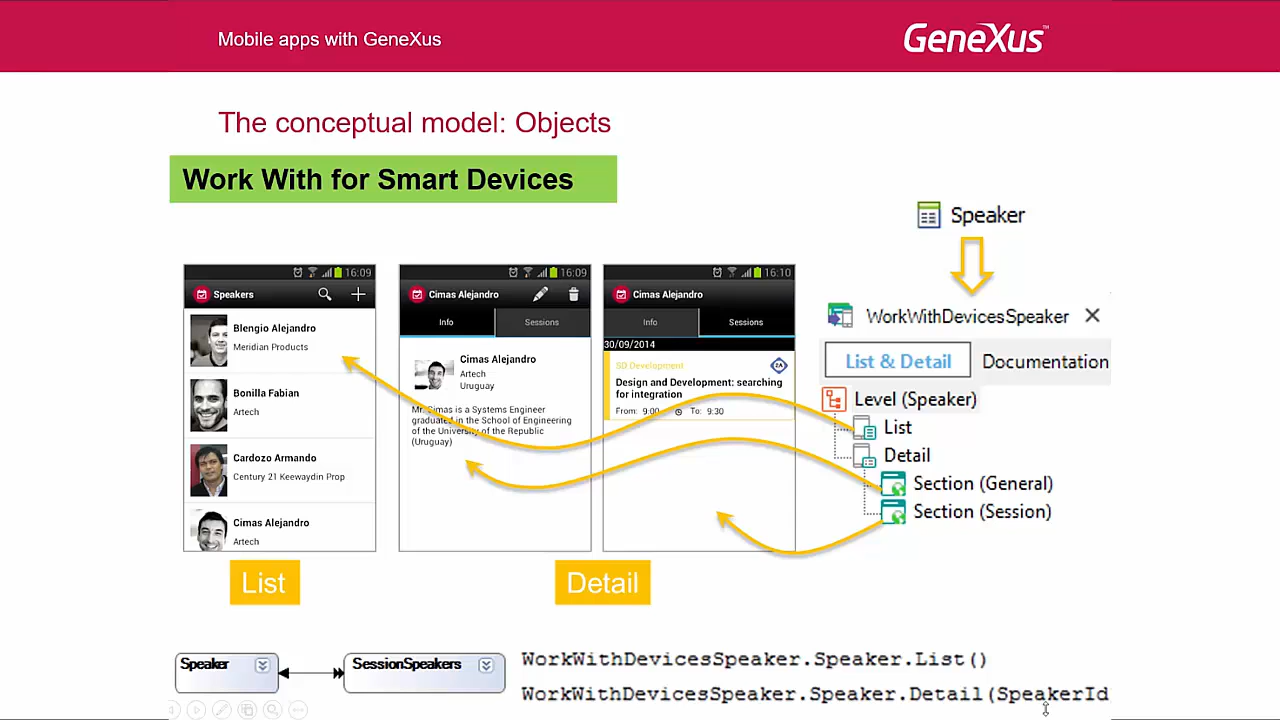 Mobile apps with GeneXus
GeneXus™
The conceptual model: Objects
Work With for Smart Devices
Speaker
16:09
Speakers
Blengio Alejandro
Meridian Products
Bonilla Fabian
Artech
Cardozo Armando
Century 21 Keewaydin Prop
Cimas Alejandro
Artech
List
16:09
Cimas Alejandro
Info
Sessions
Cimas Alejandro
Artech
Uruguay
Mr. Cimas is a Systems Engineer
graduated in the School of Engineering
of the University of the Republic
(Uruguay)
16:10
Cimas Alejandro
Info
Sessions
30/09/2014
SD Development
2A
Design and Development: searching
for integration
From: 9:00 To: 9:30
Detail
WorkWithDevicesSpeaker
List & Detail
Documentation
Level (Speaker)
List
Detail
Section (General)
Section (Session)
Speaker
SessionSpeakers
WorkWithDevicesSpeaker.Speaker.List()
WorkWithDevicesSpeaker.Speaker.Detail(SpeakerId